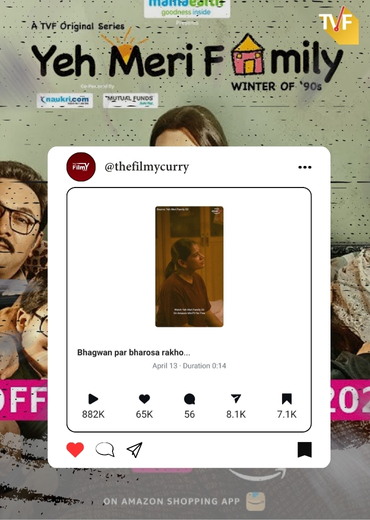 mamaearth
goodness inside
A TVF Original Series
TVF
Yeh Meri Family
WINTER OF '90s
naukri.com
MUTUAL FUNDS
FilmY
@thefilmycurry
Bhagwan par bharosa rakho...
April 13 · Duration 0:14
882K 65K 56 8.1K 7.1K
OFF
202
ON AMAZON SHOPPING APP